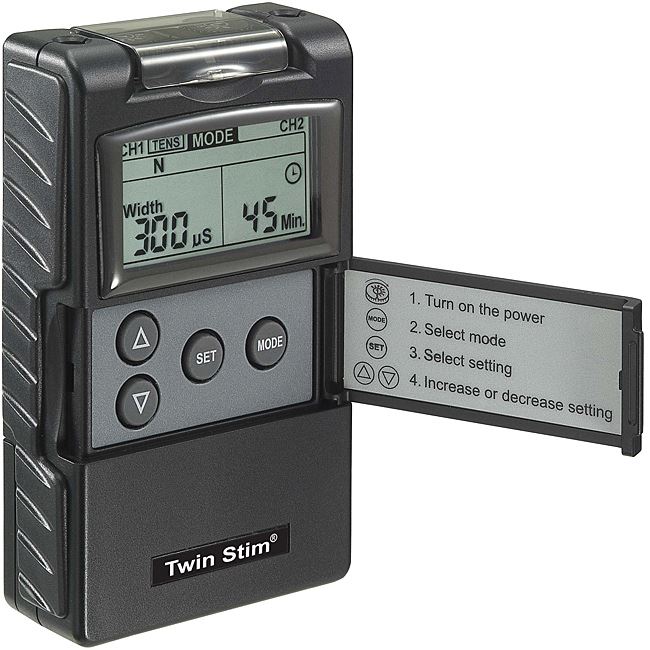 CH1 TENS MODE CH2
N
Width
300 µS 45 Min.
SET MODE
1. Turn on the power
MODE 2. Select mode
SET 3. Select setting
4. Increase or decrease setting
Twin Stim®